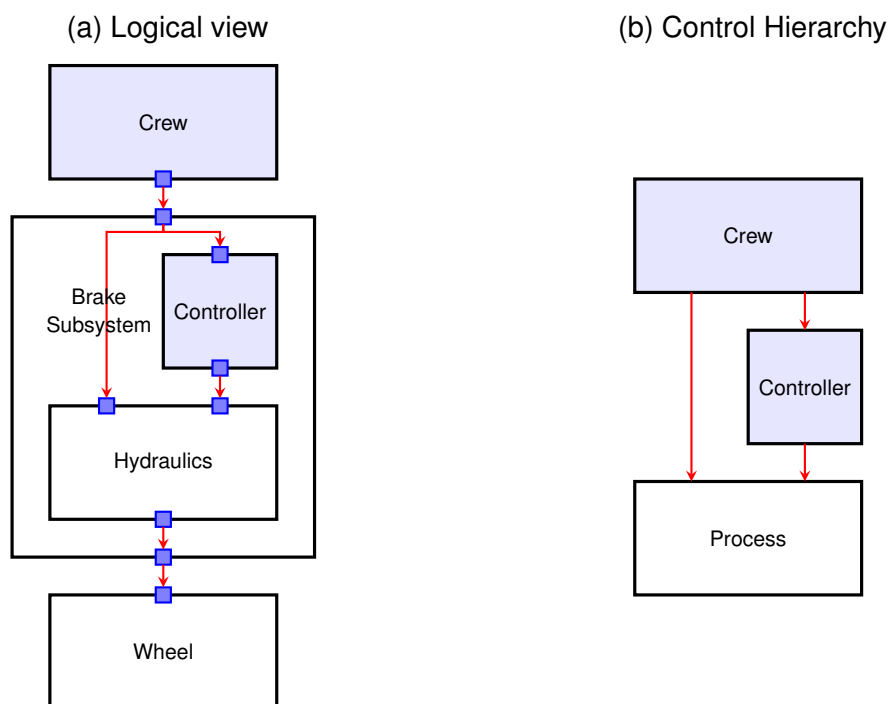 (a) Logical view
(b) Control Hierarchy
Crew
Brake
Subsystem
Controller
Hydraulics
Wheel
Crew
Controller
Process